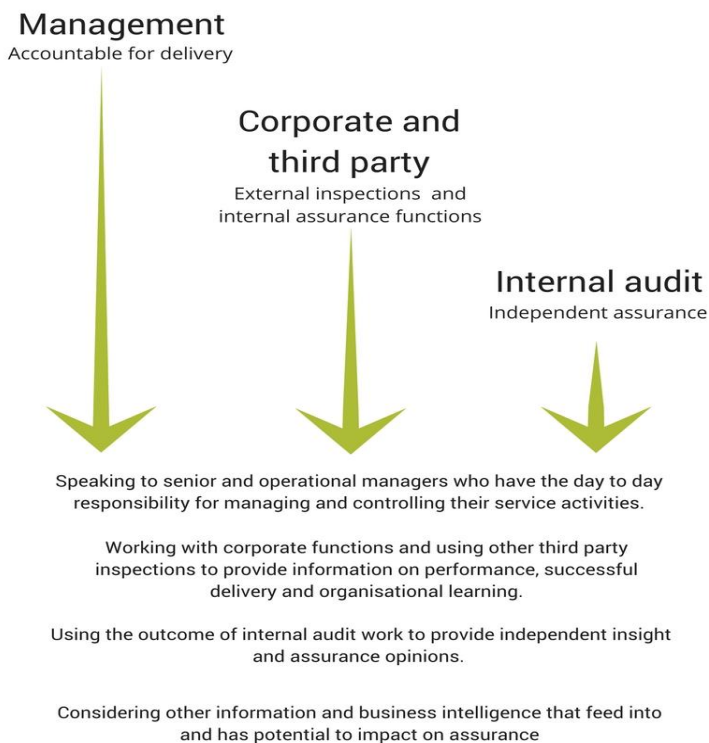 Management
Accountable for delivery
Corporate and
third party
External inspections and
internal assurance functions
Internal audit
Independent assurance
Speaking to senior and operational managers who have the day to day
responsibility for managing and controlling their service activities.
Working with corporate functions and using other third party
inspections to provide information on performance, successful
delivery and organisational learning.
Using the outcome of internal audit work to provide independent insight
and assurance opinions.
Considering other information and business intelligence that feed into
and has potential to impact on assurance